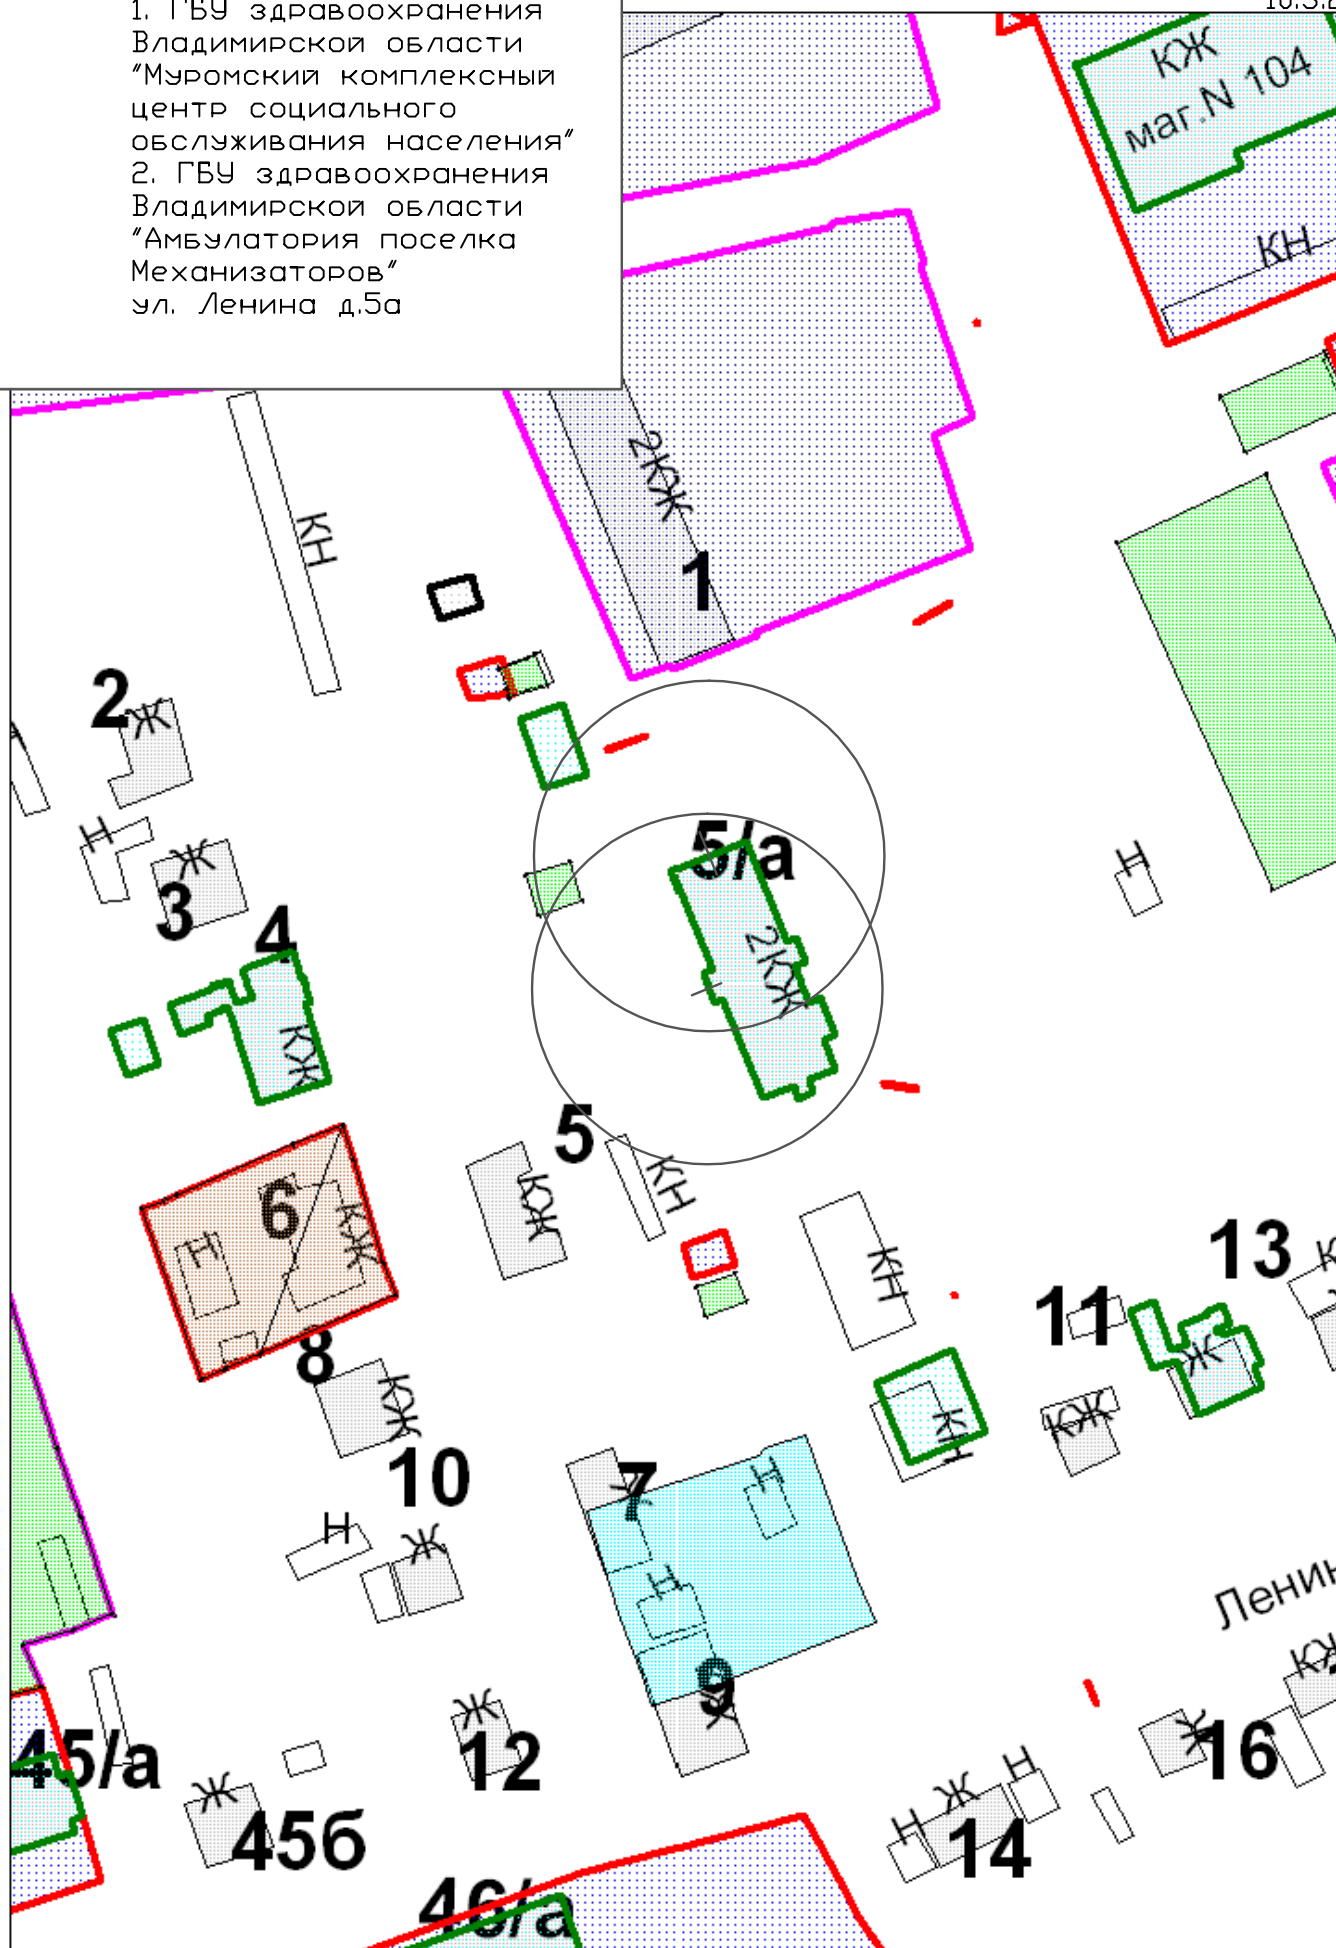 1. ГБУ здравоохранения
Владимирской области
"Муромский комплексный
центр социального
обслуживания населения"
2. ГБУ здравоохранения
Владимирской области
"Амбулатория поселка
Механизаторов"
ул. Ленина д.5а
КЖ
маг.N 104
КН
2КЖ
КН
1
2
Ж
Н
Ж
3
4
КЖ
5/а
2КЖ
Н
5
КЖ
КН
6
Н
КЖ
КН
13
11
Ж
КЖ
8
КЖ
КН
10
7
Н
Н
Ж
Н
9
Ж
12
45/а
Ж
45б
Ленин
КЖ
Ж
16
Н
Ж
Н
14
46/а